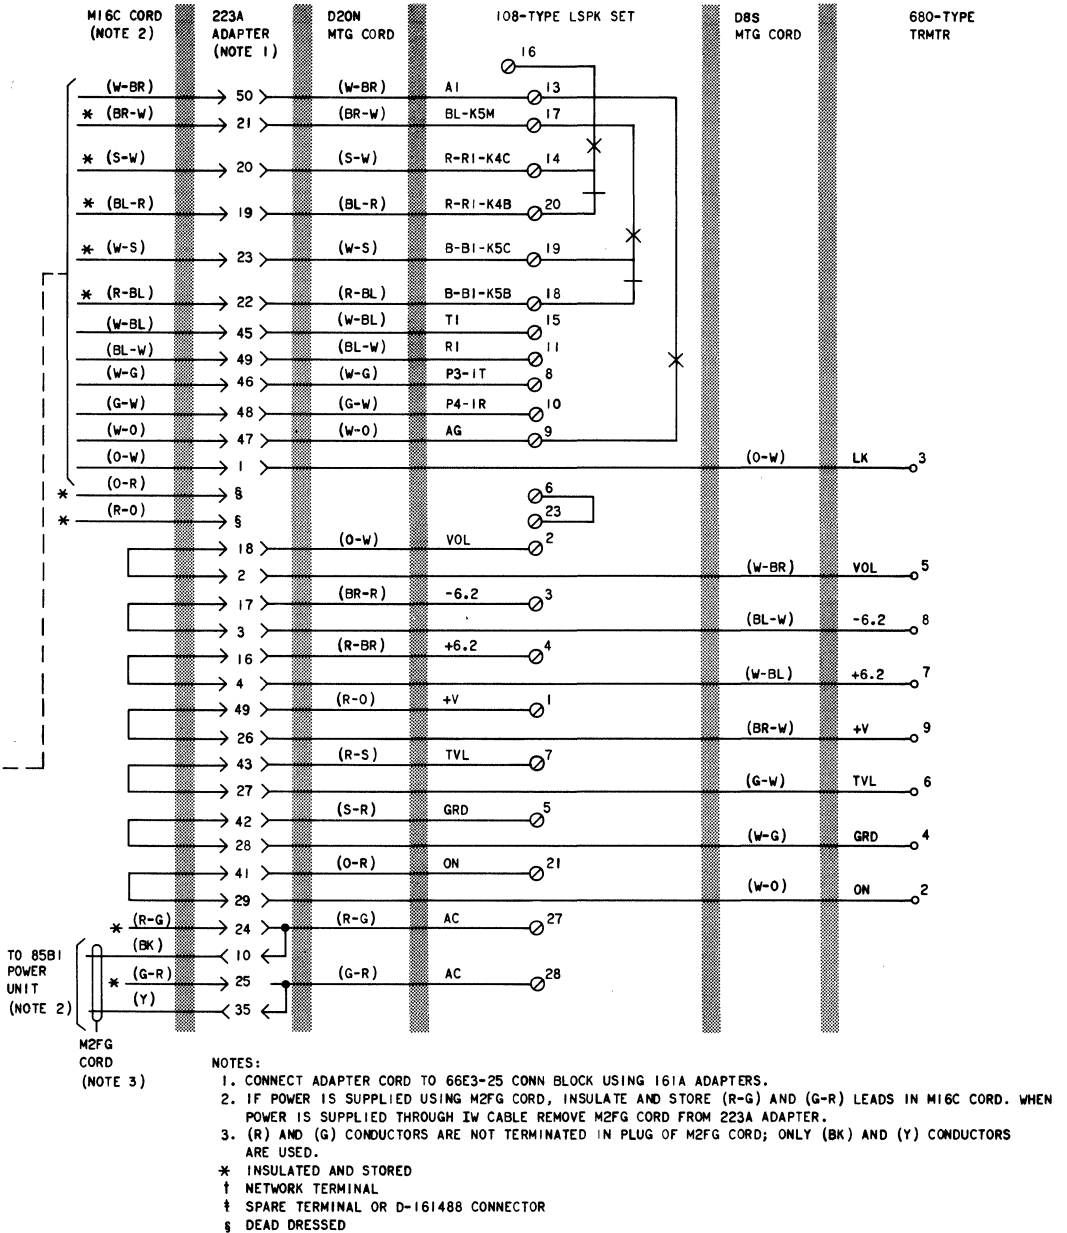 M16C CORD
(NOTE 2)
223A
ADAPTER
(NOTE 1)
D20N
MTG CORD
108-TYPE LSPK SET
D8S
MTG CORD
680-TYPE
TRMTR
16
(W-BR) 50 (W-BR) A1 13
* (BR-W) 21 (BR-W) BL-K5M 17
* (S-W) 20 (S-W) R-R1-K4C 14
* (BL-R) 19 (BL-R) R-R1-K4B 20
* (W-S) 23 (W-S) B-B1-K5C 19
* (R-BL) 22 (R-BL) B-B1-K5B 18
(W-BL) 45 (W-BL) T1 15
(BL-W) 49 (BL-W) R1 11
(W-G) 46 (W-G) P3-1T 8
(G-W) 48 (G-W) P4-1R 10
(W-O) 47 (W-O) AG 9
(O-W) 1 (O-W) LK 3
* (O-R) § 6
* (R-O) § 23
18 (O-W) VOL 2
2 (W-BR) VOL 5
17 (BR-R) -6.2 3
3 (BL-W) -6.2 8
16 (R-BR) +6.2 4
4 (W-BL) +6.2 7
49 (R-O) +V 1
26 (BR-W) +V 9
43 (R-S) TVL 7
27 (G-W) TVL 6
42 (S-R) GRD 5
28 (W-G) GRD 4
41 (O-R) ON 21
29 (W-O) ON 2
* (R-G) 24 (R-G) AC 27
(BK) 10
* (G-R) 25 (G-R) AC 28
(Y) 35
TO 85B1
POWER
UNIT
(NOTE 2)
M2FG
CORD
(NOTE 3)
NOTES:
1. CONNECT ADAPTER CORD TO 66E3-25 CONN BLOCK USING 161A ADAPTERS.
2. IF POWER IS SUPPLIED USING M2FG CORD, INSULATE AND STORE (R-G) AND (G-R) LEADS IN M16C CORD. WHEN
POWER IS SUPPLIED THROUGH IW CABLE REMOVE M2FG CORD FROM 223A ADAPTER.
3. (R) AND (G) CONDUCTORS ARE NOT TERMINATED IN PLUG OF M2FG CORD; ONLY (BK) AND (Y) CONDUCTORS
ARE USED.
* INSULATED AND STORED
† NETWORK TERMINAL
‡ SPARE TERMINAL OR D-161488 CONNECTOR
§ DEAD DRESSED